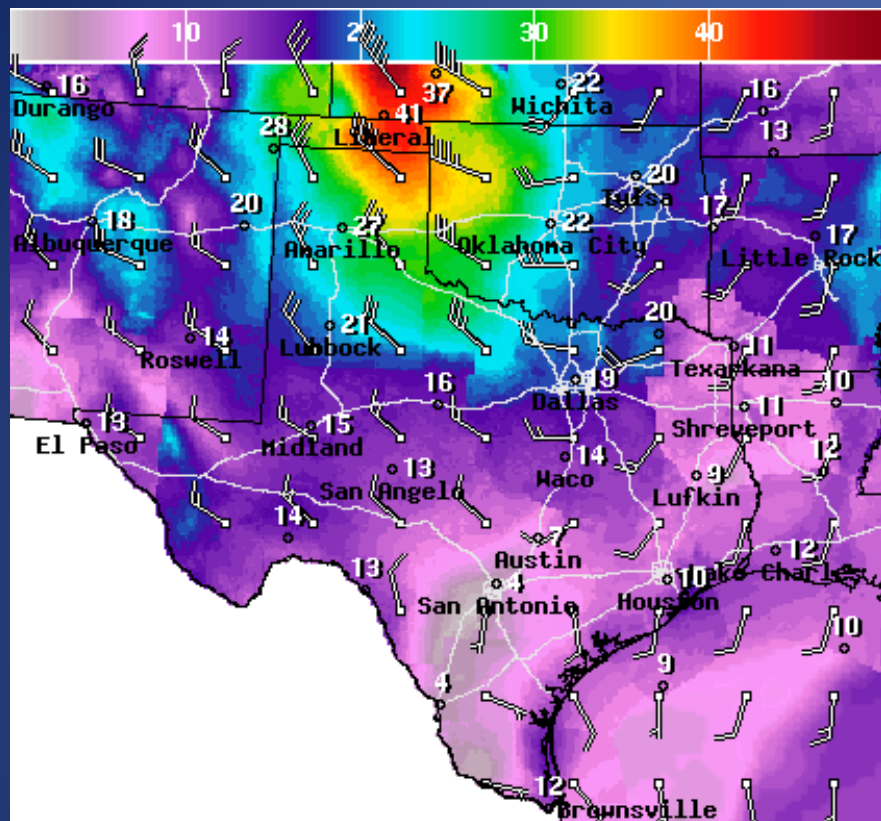 10 20 30 40
16 37 22 16
Durango Wichita
41
28 Liberal 13
20
Tulsa
18 20 27 22 17 17
Albuquerque Amarillo Oklahoma City Little Rock
14 21 20
Roswell Lubbock 11
Texarkana
19
16 Dallas 11 10
13 15 Shreveport
El Paso Midland 14 12
13 Waco 9
San Angelo Lufkin
14 7 12
Austin Lake Charles
13 4 10
San Antonio Houston
10
4 9
12
Brownsville